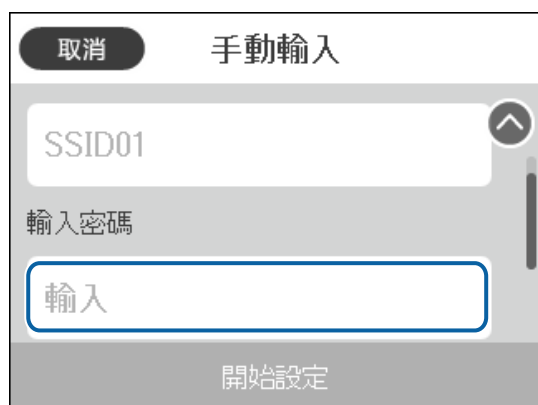 取消
手動輸入
SSID01
輸入密碼
輸入
開始設定